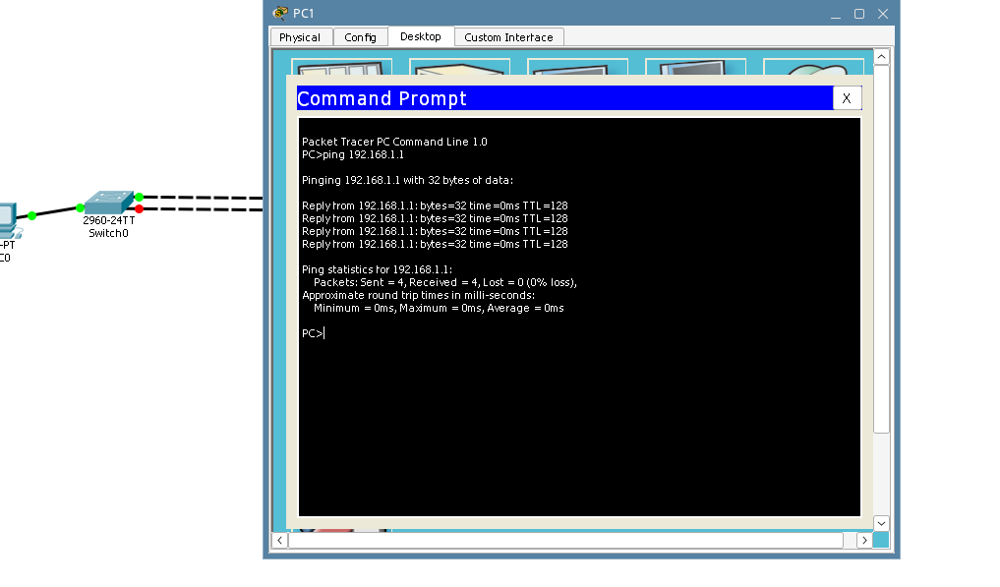 PC1
Physical
Config
Desktop
Custom Interface
Command Prompt
X
Packet Tracer PC Command Line 1.0
PC>ping 192.168.1.1
Pinging 192.168.1.1 with 32 bytes of data:
Reply from 192.168.1.1: bytes=32 time=0ms TTL=128
Reply from 192.168.1.1: bytes=32 time=0ms TTL=128
Reply from 192.168.1.1: bytes=32 time=0ms TTL=128
Reply from 192.168.1.1: bytes=32 time=0ms TTL=128
Ping statistics for 192.168.1.1:
Packets: Sent = 4, Received = 4, Lost = 0 (0% loss),
Approximate round trip times in milli-seconds:
Minimum = 0ms, Maximum = 0ms, Average = 0ms
PC>
2960-24TT
Switch0
-PT
C0